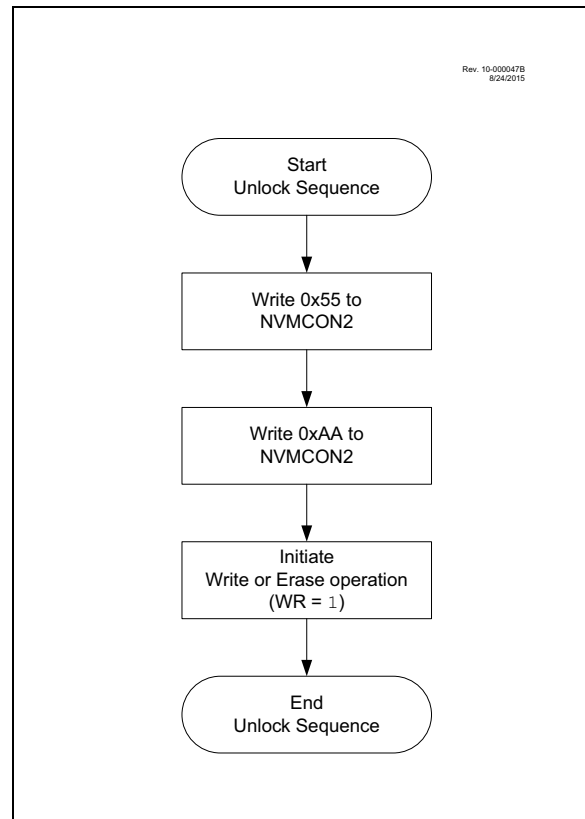 Rev. 10-000047B
8/24/2015
Start
Unlock Sequence
Write 0x55 to
NVMCON2
Write 0xAA to
NVMCON2
Initiate
Write or Erase operation
(WR = 1)
End
Unlock Sequence